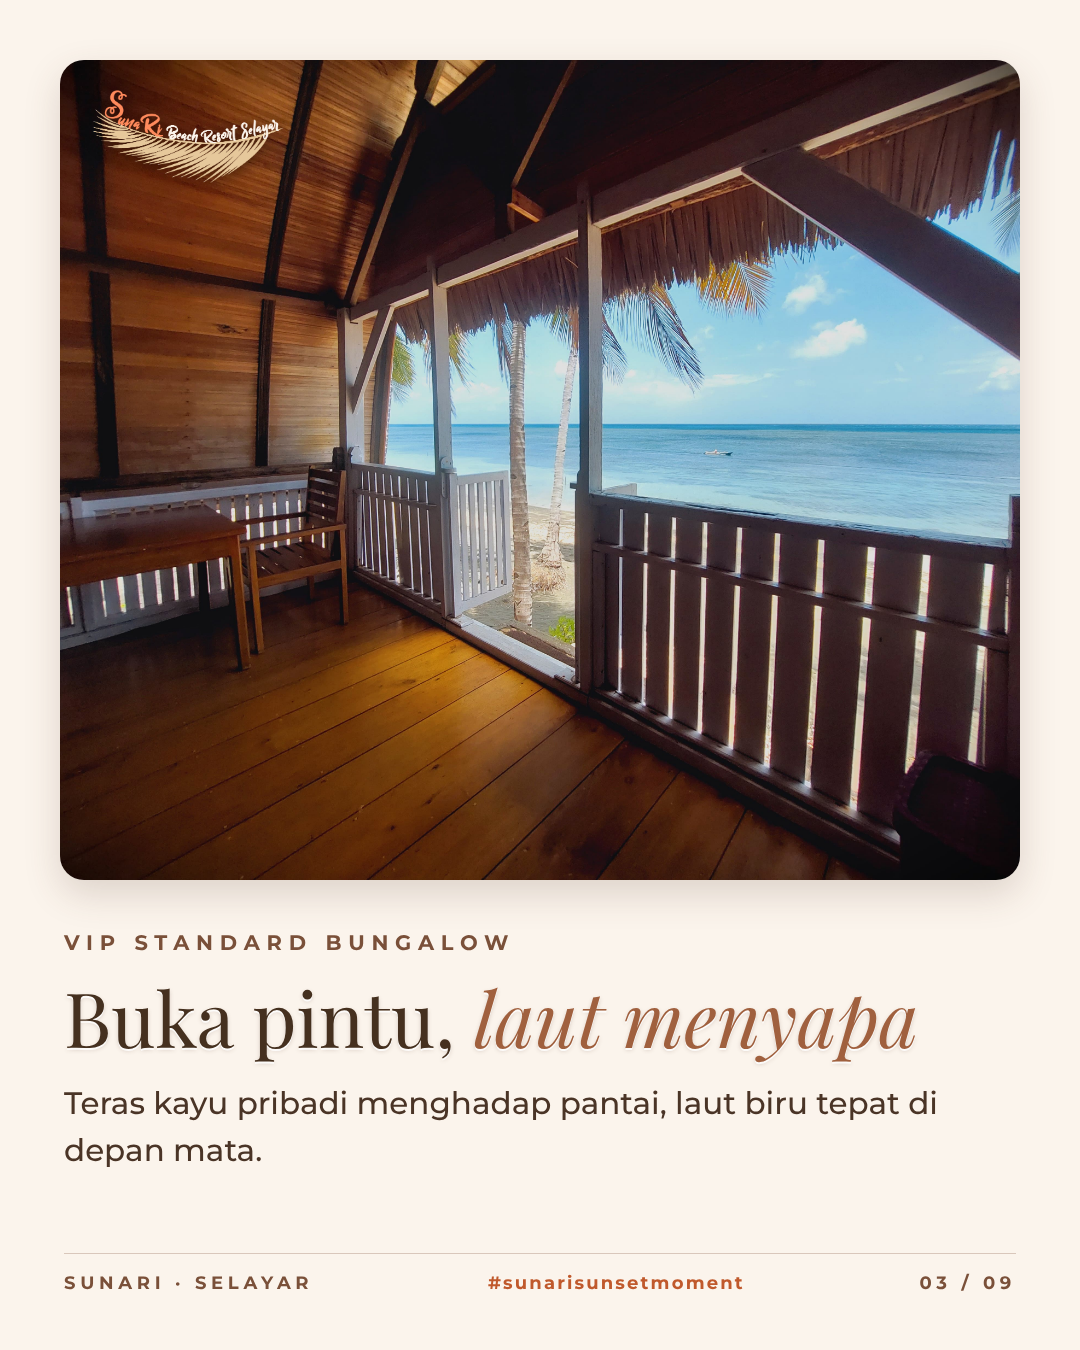 SunaRi Beach Resort Selayar
VIP STANDARD BUNGALOW
Buka pintu, laut menyapa
Teras kayu pribadi menghadap pantai, laut biru tepat di
depan mata.
SUNARI · SELAYAR
#sunarisunsetmoment
03 / 09